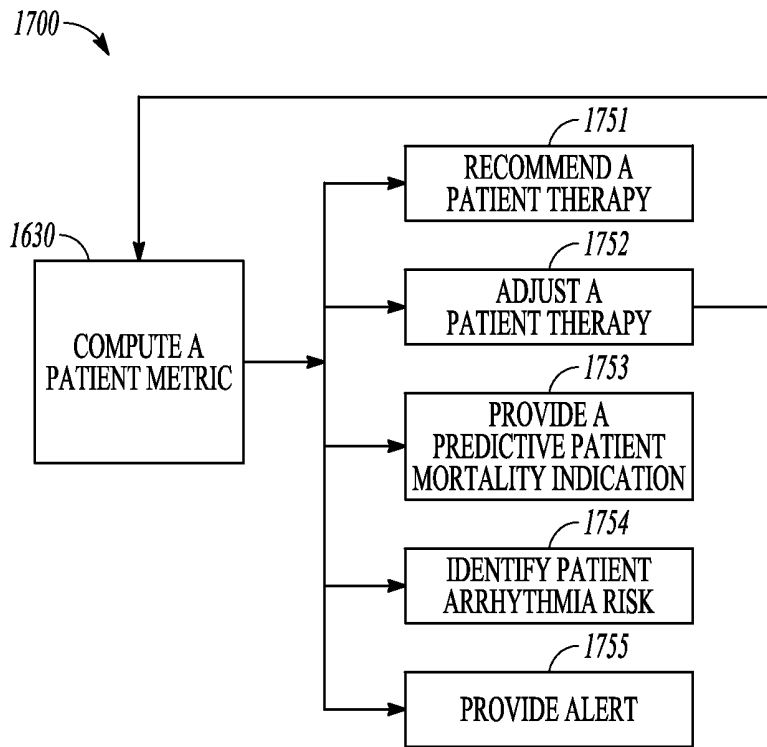 1700
1751
RECOMMEND A
PATIENT THERAPY
1630
COMPUTE A
PATIENT METRIC
1752
ADJUST A
PATIENT THERAPY
1753
PROVIDE A
PREDICTIVE PATIENT
MORTALITY INDICATION
1754
IDENTIFY PATIENT
ARRHYTHMIA RISK
1755
PROVIDE ALERT